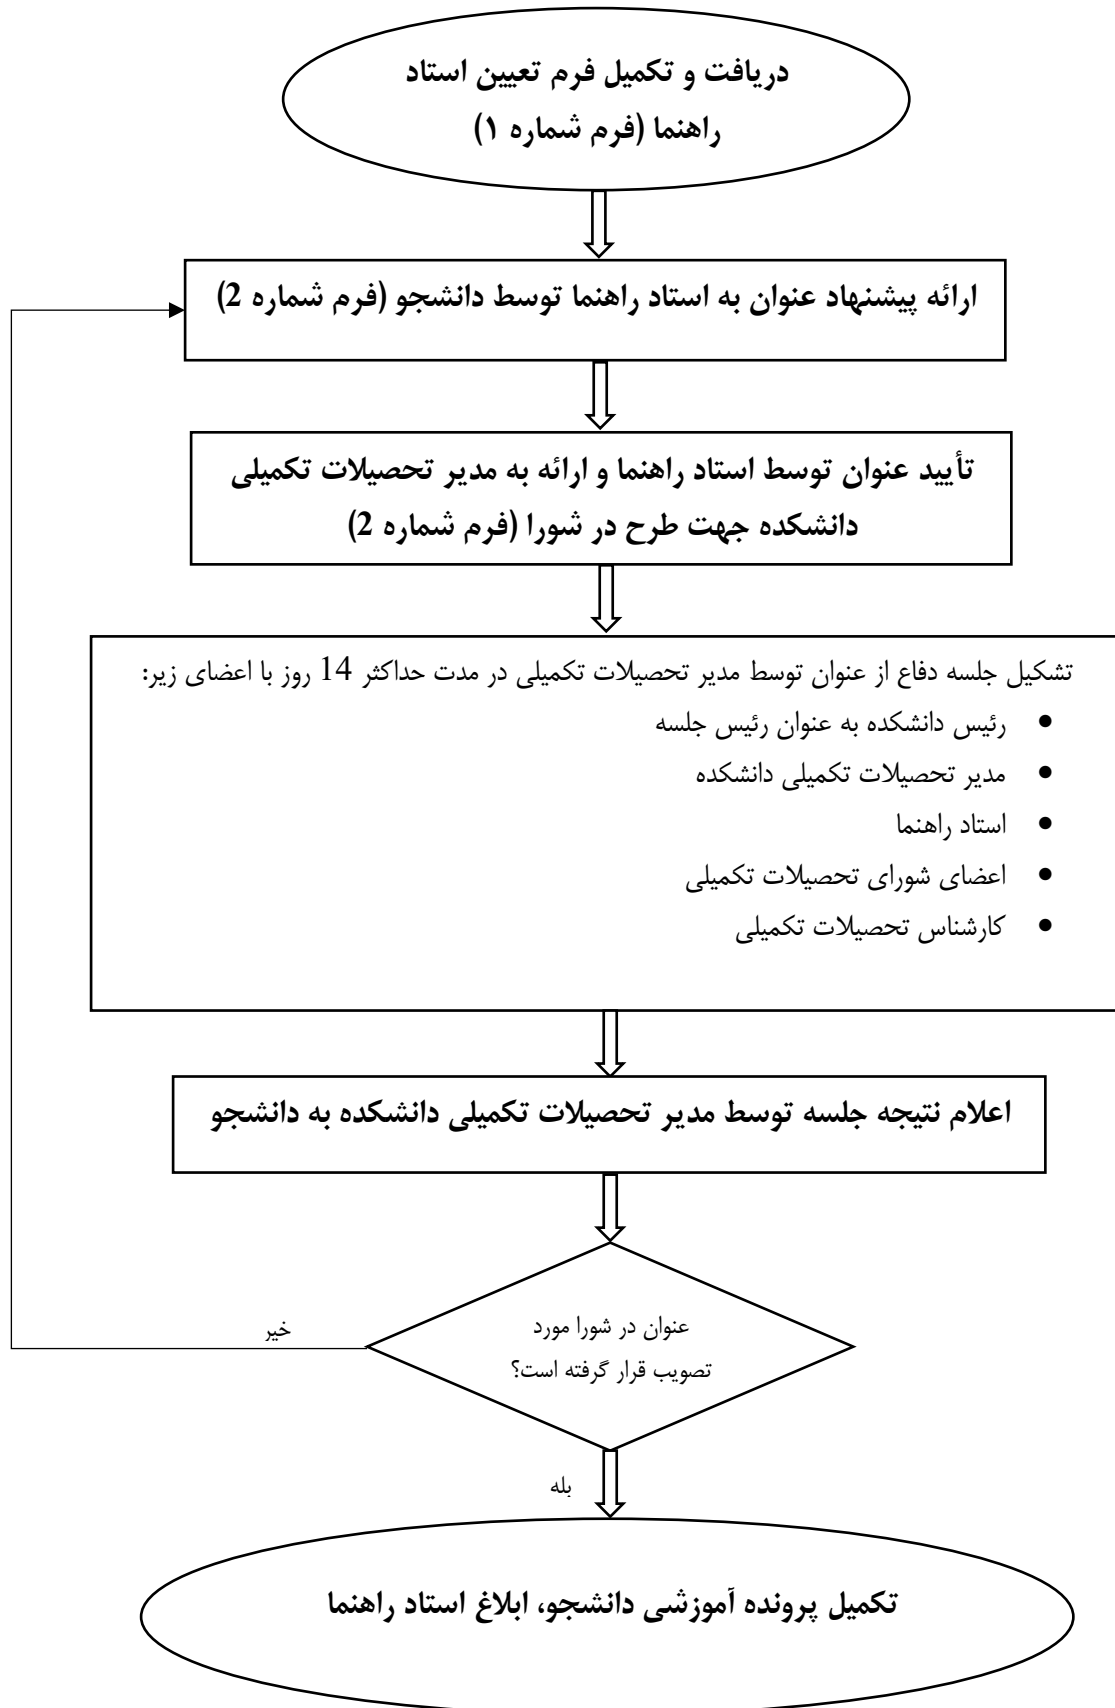 دریافت و تکمیل فرم تعیین استاد
راهنما (فرم شماره ۱)
ارائه پیشنهاد عنوان به استاد راهنما توسط دانشجو (فرم شماره 2)
تأیید عنوان توسط استاد راهنما و ارائه به مدیر تحصیلات تکمیلی
دانشکده جهت طرح در شورا (فرم شماره 2)
تشکیل جلسه دفاع از عنوان توسط مدیر تحصیلات تکمیلی در مدت حداکثر 14 روز با اعضای زیر:
• رئیس دانشکده به عنوان رئیس جلسه
• مدیر تحصیلات تکمیلی دانشکده
• استاد راهنما
• اعضای شورای تحصیلات تکمیلی
• کارشناس تحصیلات تکمیلی
اعلام نتیجه جلسه توسط مدیر تحصیلات تکمیلی دانشکده به دانشجو
عنوان در شورا مورد
تصویب قرار گرفته است؟
خیر
بله
تکمیل پرونده آموزشی دانشجو، ابلاغ استاد راهنما